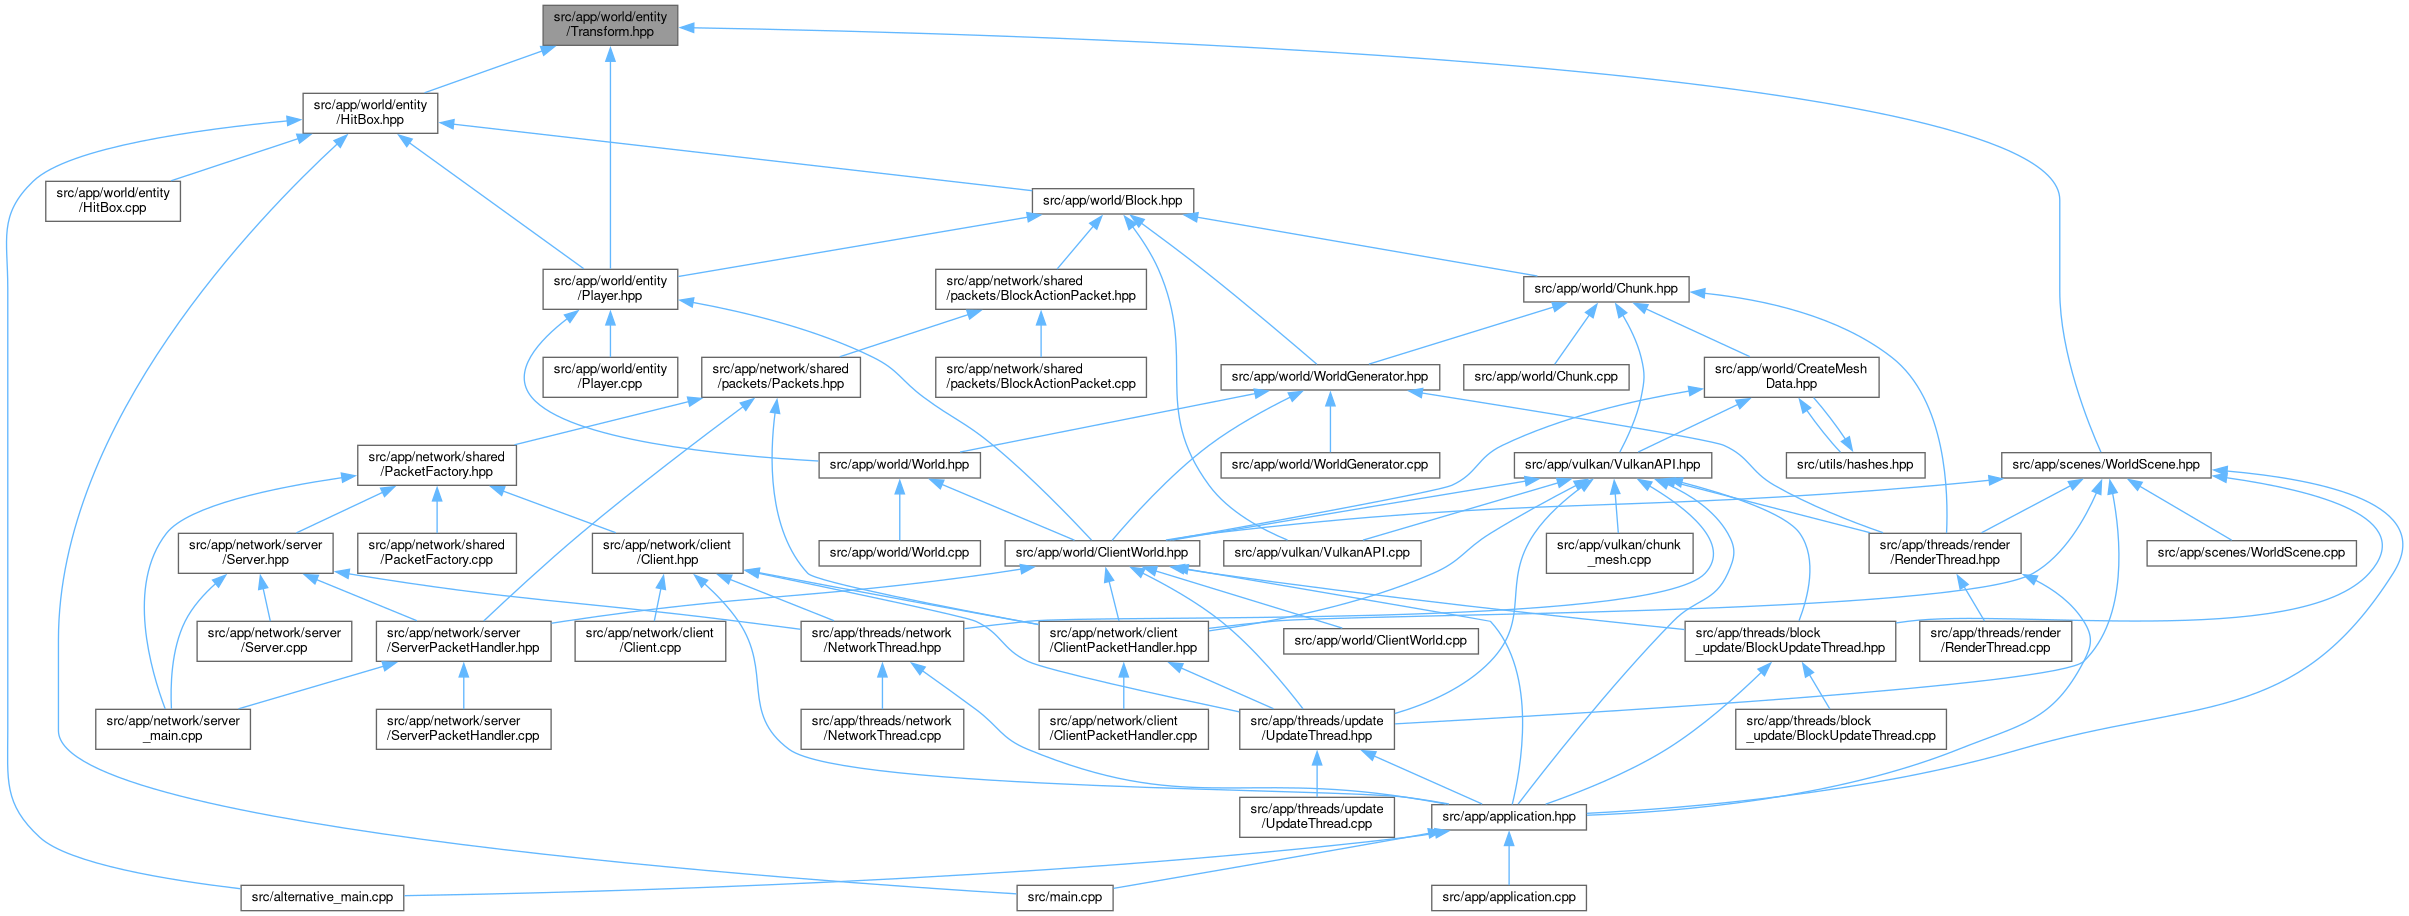 src/app/world/entity
/Transform.hpp
src/app/world/entity
/HitBox.hpp
src/app/world/entity
/HitBox.cpp
src/app/world/Block.hpp
src/app/world/entity
/Player.hpp
src/app/network/shared
/packets/BlockActionPacket.hpp
src/app/world/Chunk.hpp
src/app/world/entity
/Player.cpp
src/app/network/shared
/packets/Packets.hpp
src/app/network/shared
/packets/BlockActionPacket.cpp
src/app/world/WorldGenerator.hpp
src/app/world/Chunk.cpp
src/app/world/CreateMesh
Data.hpp
src/app/network/shared
/PacketFactory.hpp
src/app/world/World.hpp
src/app/world/WorldGenerator.cpp
src/app/vulkan/VulkanAPI.hpp
src/utils/hashes.hpp
src/app/scenes/WorldScene.hpp
src/app/network/server
/Server.hpp
src/app/network/shared
/PacketFactory.cpp
src/app/network/client
/Client.hpp
src/app/world/World.cpp
src/app/world/ClientWorld.hpp
src/app/vulkan/VulkanAPI.cpp
src/app/vulkan/chunk
_mesh.cpp
src/app/threads/render
/RenderThread.hpp
src/app/scenes/WorldScene.cpp
src/app/network/server
/Server.cpp
src/app/network/server
/ServerPacketHandler.hpp
src/app/network/client
/Client.cpp
src/app/threads/network
/NetworkThread.hpp
src/app/network/client
/ClientPacketHandler.hpp
src/app/world/ClientWorld.cpp
src/app/threads/block
_update/BlockUpdateThread.hpp
src/app/threads/render
/RenderThread.cpp
src/app/network/server
_main.cpp
src/app/network/server
/ServerPacketHandler.cpp
src/app/threads/network
/NetworkThread.cpp
src/app/network/client
/ClientPacketHandler.cpp
src/app/threads/update
/UpdateThread.hpp
src/app/threads/block
_update/BlockUpdateThread.cpp
src/app/threads/update
/UpdateThread.cpp
src/app/application.hpp
src/alternative_main.cpp
src/main.cpp
src/app/application.cpp